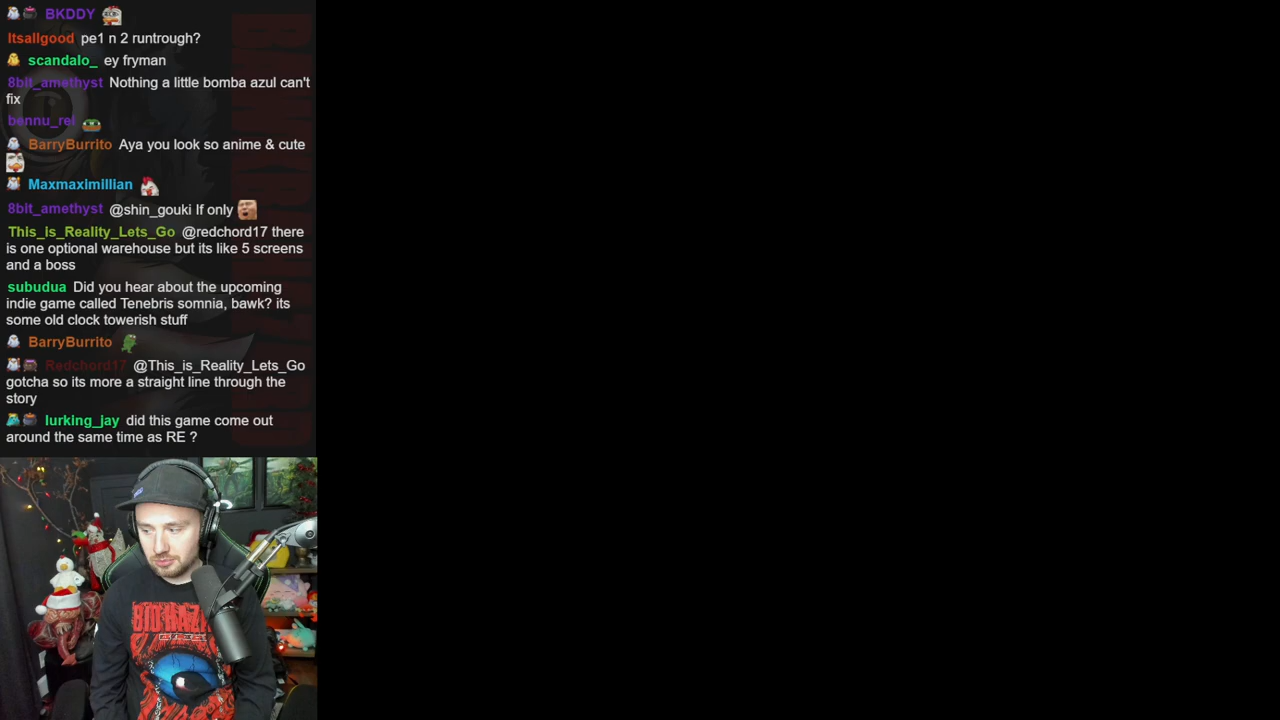 BKDDY
Itsallgood pe1 n 2 runtrough?
scandalo_ ey fryman
8bit_amethyst Nothing a little bomba azul can't
fix
bennu_rei
BarryBurrito Aya you look so anime & cute
Maxmaximillian
8bit_amethyst @shin_gouki If only
This_is_Reality_Lets_Go @redchord17 there
is one optional warehouse but its like 5 screens
and a boss
subudua Did you hear about the upcoming
indie game called Tenebris somnia, bawk? its
some old clock towerish stuff
BarryBurrito
Redchord17 @This_is_Reality_Lets_Go
gotcha so its more a straight line through the
story
lurking_jay did this game come out
around the same time as RE ?